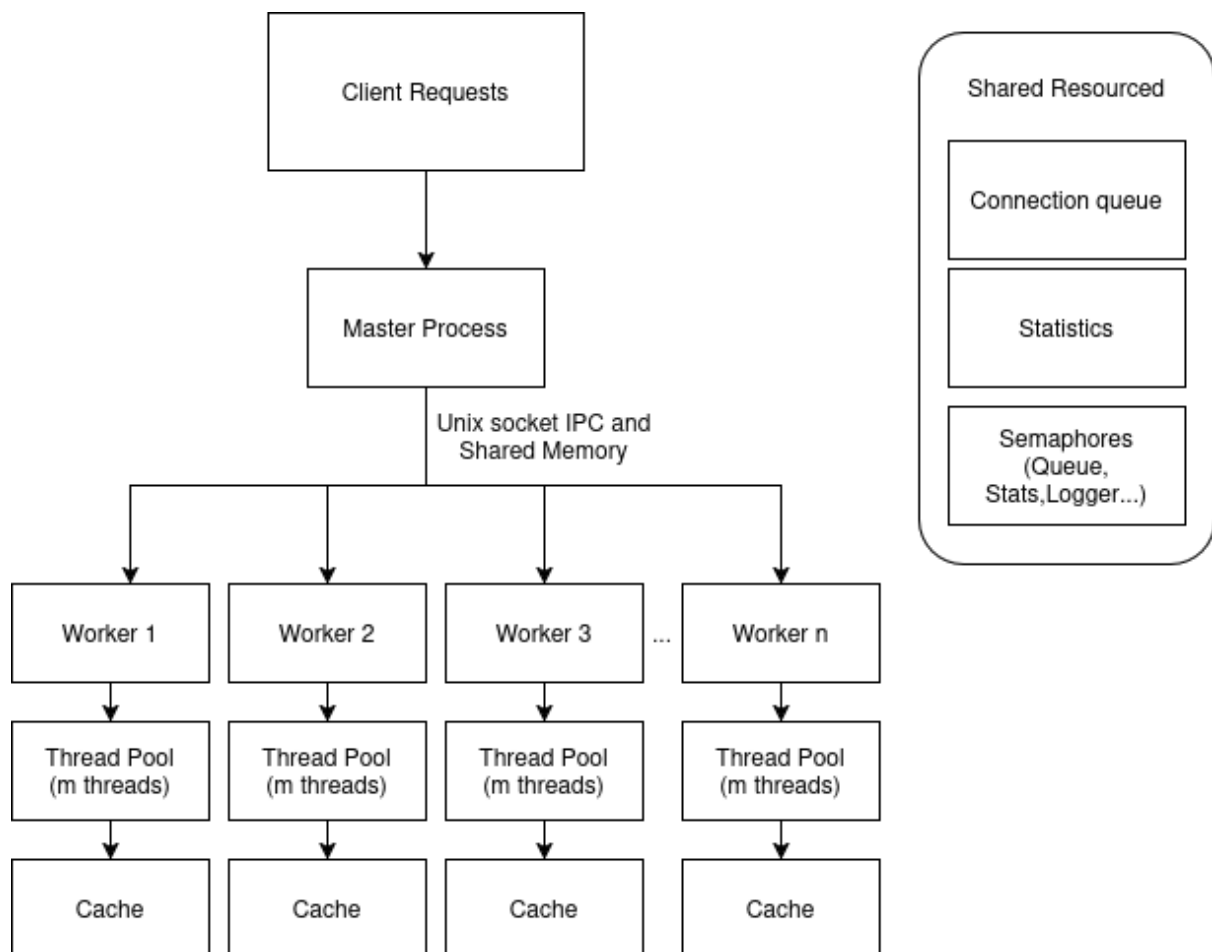 Client Requests
Shared Resourced
Connection queue
Master Process
Statistics
Unix socket IPC and
Shared Memory
Semaphores
(Queue,
Stats,Logger...)
Worker 1
Worker 2
Worker 3
...
Worker n
Thread Pool
(m threads)
Thread Pool
(m threads)
Thread Pool
(m threads)
Thread Pool
(m threads)
Cache
Cache
Cache
Cache